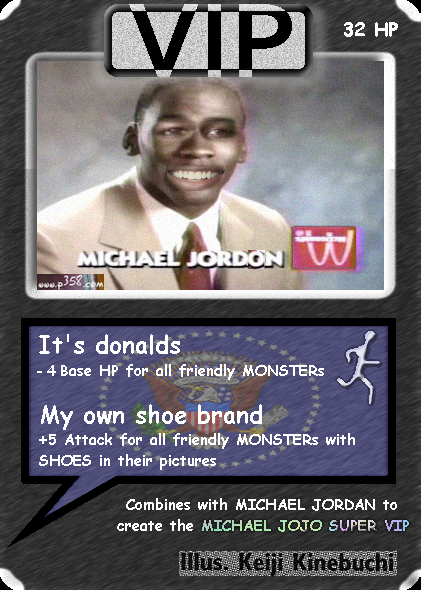 VIP
32 HP
MICHAEL JORDON
www.p358.com
It's donalds
- 4 Base HP for all friendly MONSTERs
My own shoe brand
+5 Attack for all friendly MONSTERs with
SHOES in their pictures
Combines with MICHAEL JORDAN to
create the MICHAEL JOJO SUPER VIP
Illus. Keiji Kinebuchi